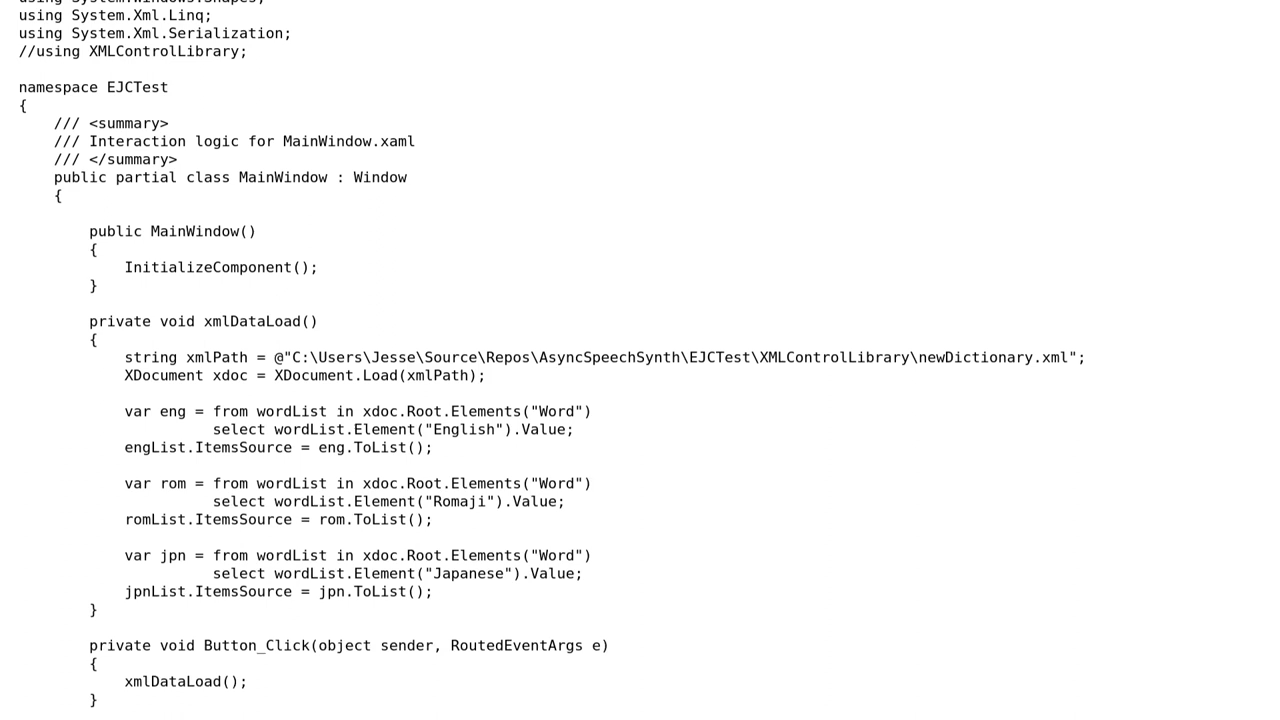 using System.Windows.Shapes;
using System.Xml.Linq;
using System.Xml.Serialization;
//using XMLControlLibrary;

namespace EJCTest
{
    /// <summary>
    /// Interaction logic for MainWindow.xaml
    /// </summary>
    public partial class MainWindow : Window
    {

        public MainWindow()
        {
            InitializeComponent();
        }

        private void xmlDataLoad()
        {
            string xmlPath = @"C:\Users\Jesse\Source\Repos\AsyncSpeechSynth\EJCTest\XMLControlLibrary\newDictionary.xml";
            XDocument xdoc = XDocument.Load(xmlPath);

            var eng = from wordList in xdoc.Root.Elements("Word")
                      select wordList.Element("English").Value;
            engList.ItemsSource = eng.ToList();

            var rom = from wordList in xdoc.Root.Elements("Word")
                      select wordList.Element("Romaji").Value;
            romList.ItemsSource = rom.ToList();

            var jpn = from wordList in xdoc.Root.Elements("Word")
                      select wordList.Element("Japanese").Value;
            jpnList.ItemsSource = jpn.ToList();
        }

        private void Button_Click(object sender, RoutedEventArgs e)
        {
            xmlDataLoad();
        }